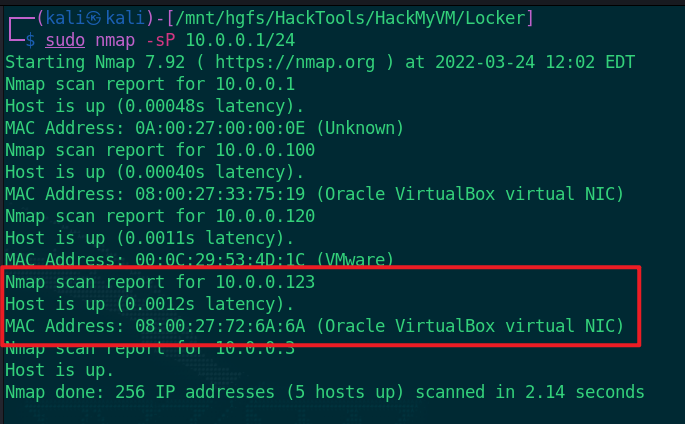 (kali㉿kali)-[/mnt/hgfs/HackTools/HackMyVM/Locker]
$ sudo nmap -sP 10.0.0.1/24
Starting Nmap 7.92 ( https://nmap.org ) at 2022-03-24 12:02 EDT
Nmap scan report for 10.0.0.1
Host is up (0.00048s latency).
MAC Address: 0A:00:27:00:00:0E (Unknown)
Nmap scan report for 10.0.0.100
Host is up (0.00040s latency).
MAC Address: 08:00:27:33:75:19 (Oracle VirtualBox virtual NIC)
Nmap scan report for 10.0.0.120
Host is up (0.0011s latency).
MAC Address: 00:0C:29:53:4D:1C (VMware)
Nmap scan report for 10.0.0.123
Host is up (0.0012s latency).
MAC Address: 08:00:27:72:6A:6A (Oracle VirtualBox virtual NIC)
Nmap scan report for 10.0.0.3
Host is up.
Nmap done: 256 IP addresses (5 hosts up) scanned in 2.14 seconds